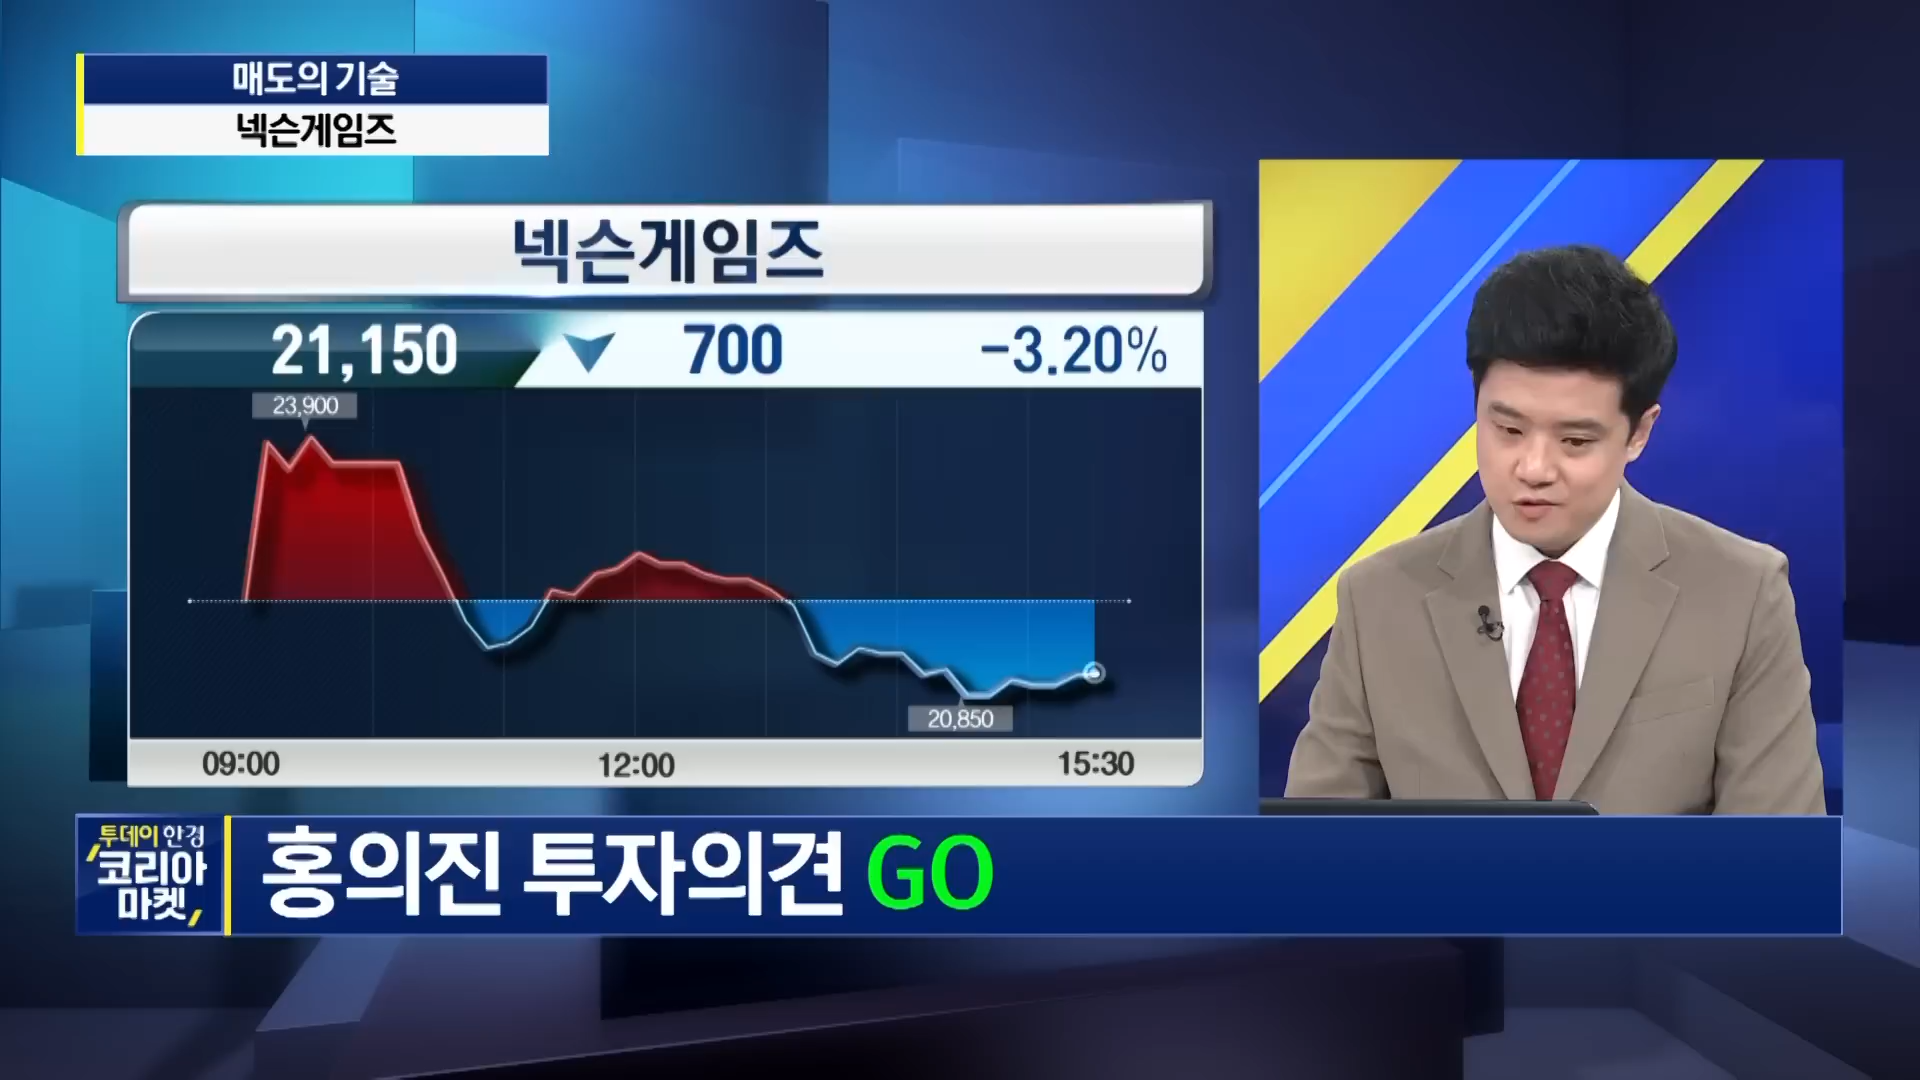 매도의 기술
넥슨게임즈
넥슨게임즈
21,150 ▼ 700 -3.20%
23,900
20,850
09:00 12:00 15:30
투데이 한경
코리아
마켓
홍의진 투자의견 GO